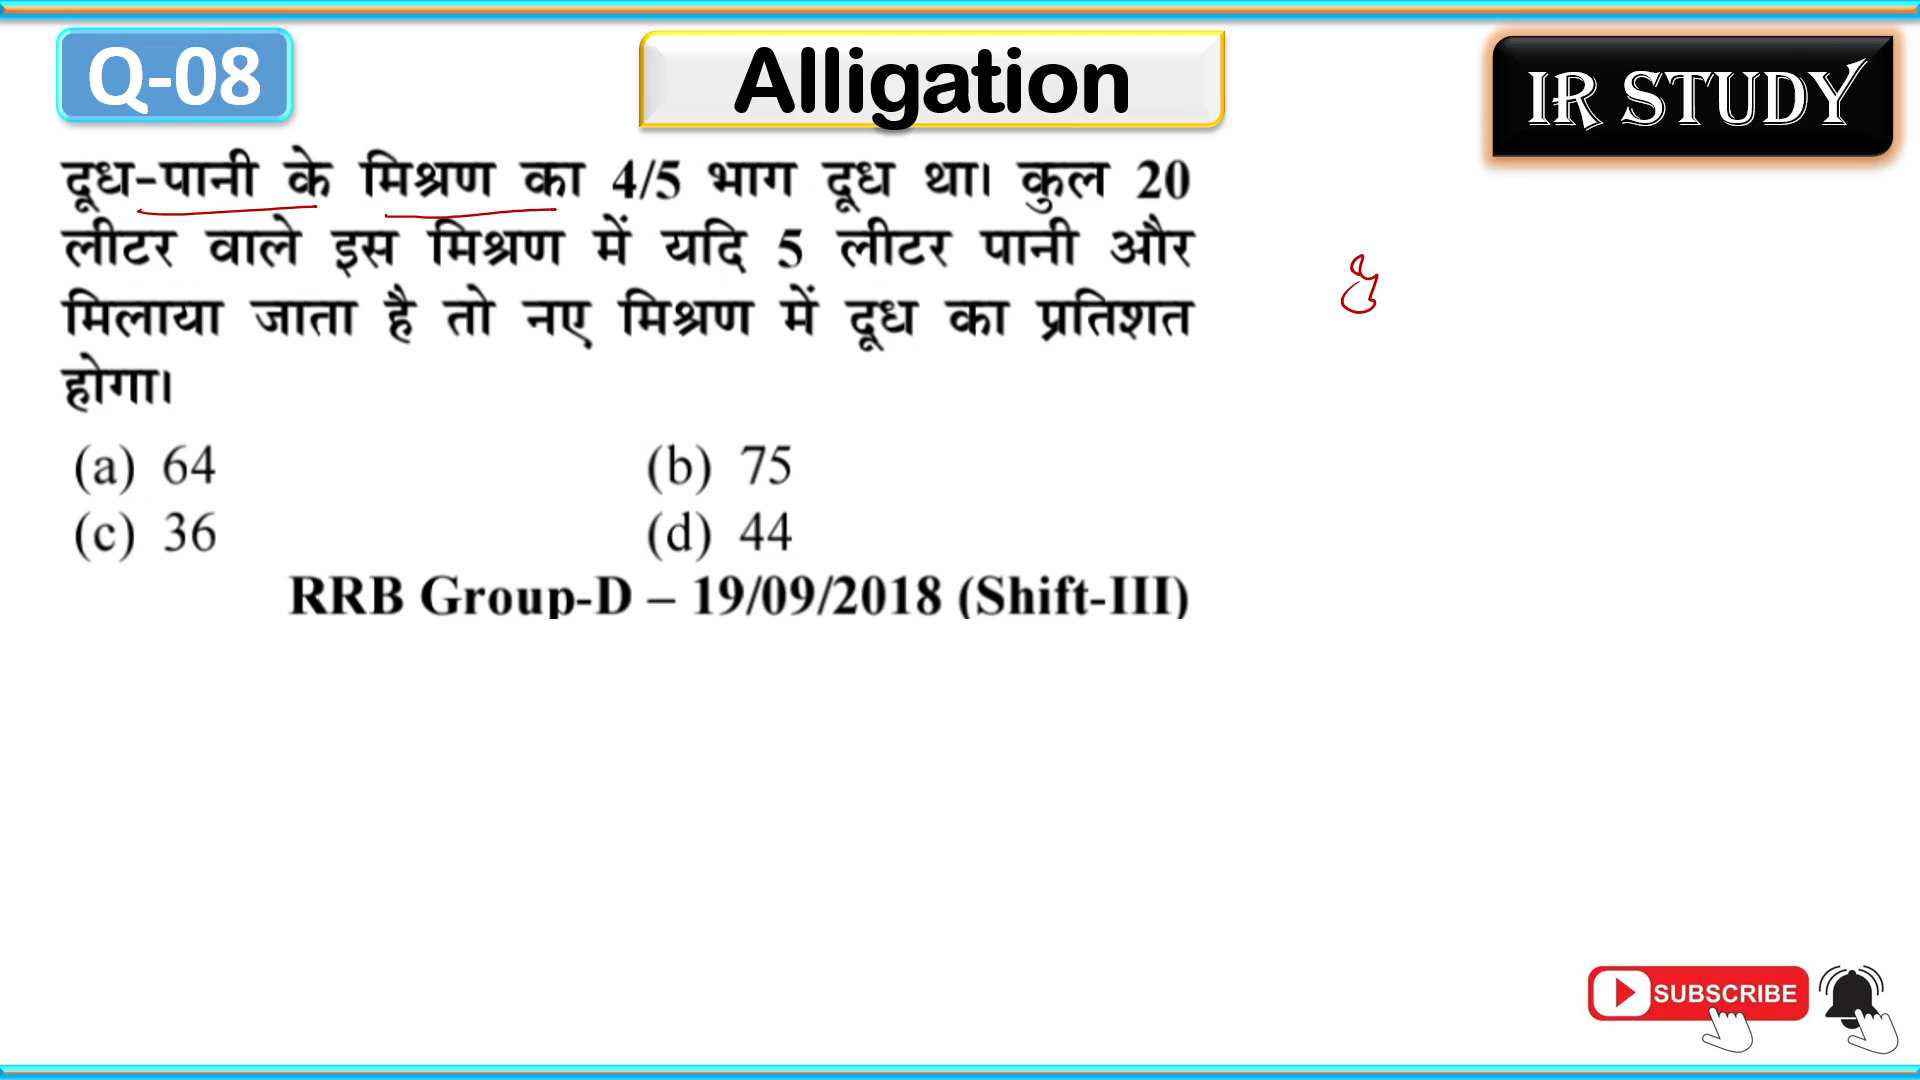 Q-08
Alligation
IR STUDY
दूध-पानी के मिश्रण का 4/5 भाग दूध था। कुल 20
लीटर वाले इस मिश्रण में यदि 5 लीटर पानी और
मिलाया जाता है तो नए मिश्रण में दूध का प्रतिशत
होगा।
(a) 64 (b) 75
(c) 36 (d) 44
RRB Group-D – 19/09/2018 (Shift-III)
SUBSCRIBE